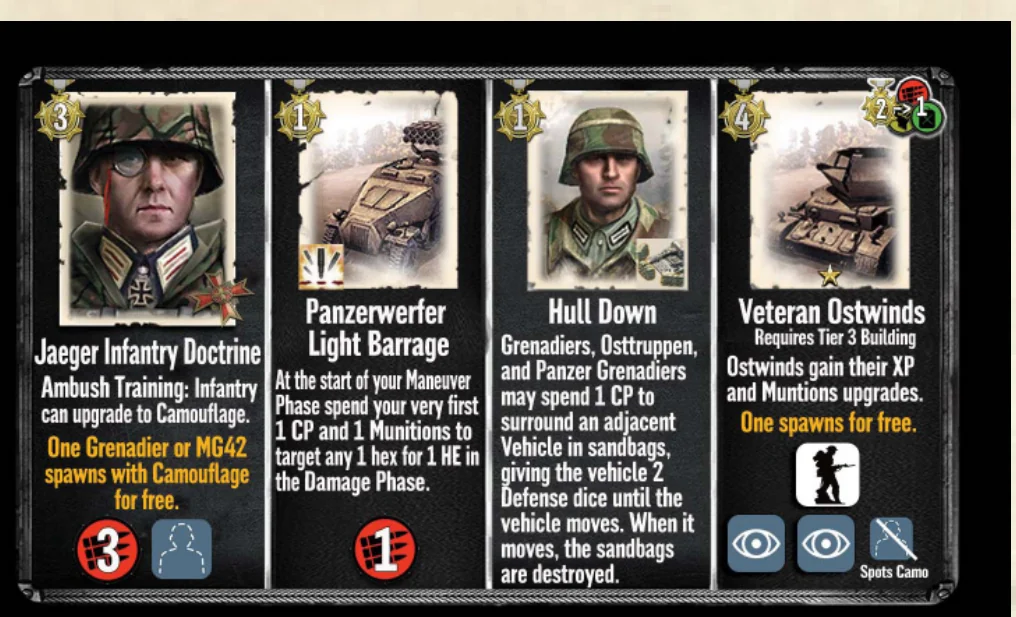 3
Jaeger Infantry Doctrine
Ambush Training: Infantry
can upgrade to Camouflage.
One Grenadier or MG42
spawns with Camouflage
for free.
3
1
Panzerwerfer
Light Barrage
At the start of your Maneuver
Phase spend your very first
1 CP and 1 Munitions to
target any 1 hex for 1 HE in
the Damage Phase.
1
1
Hull Down
Grenadiers, Osttruppen,
and Panzer Grenadiers
may spend 1 CP to
surround an adjacent
Vehicle in sandbags,
giving the vehicle 2
Defense dice until the
vehicle moves. When it
moves, the sandbags
are destroyed.
4
2 -> 1
Veteran Ostwinds
Requires Tier 3 Building
Ostwinds gain their XP
and Muntions upgrades.
One spawns for free.
Spots Camo